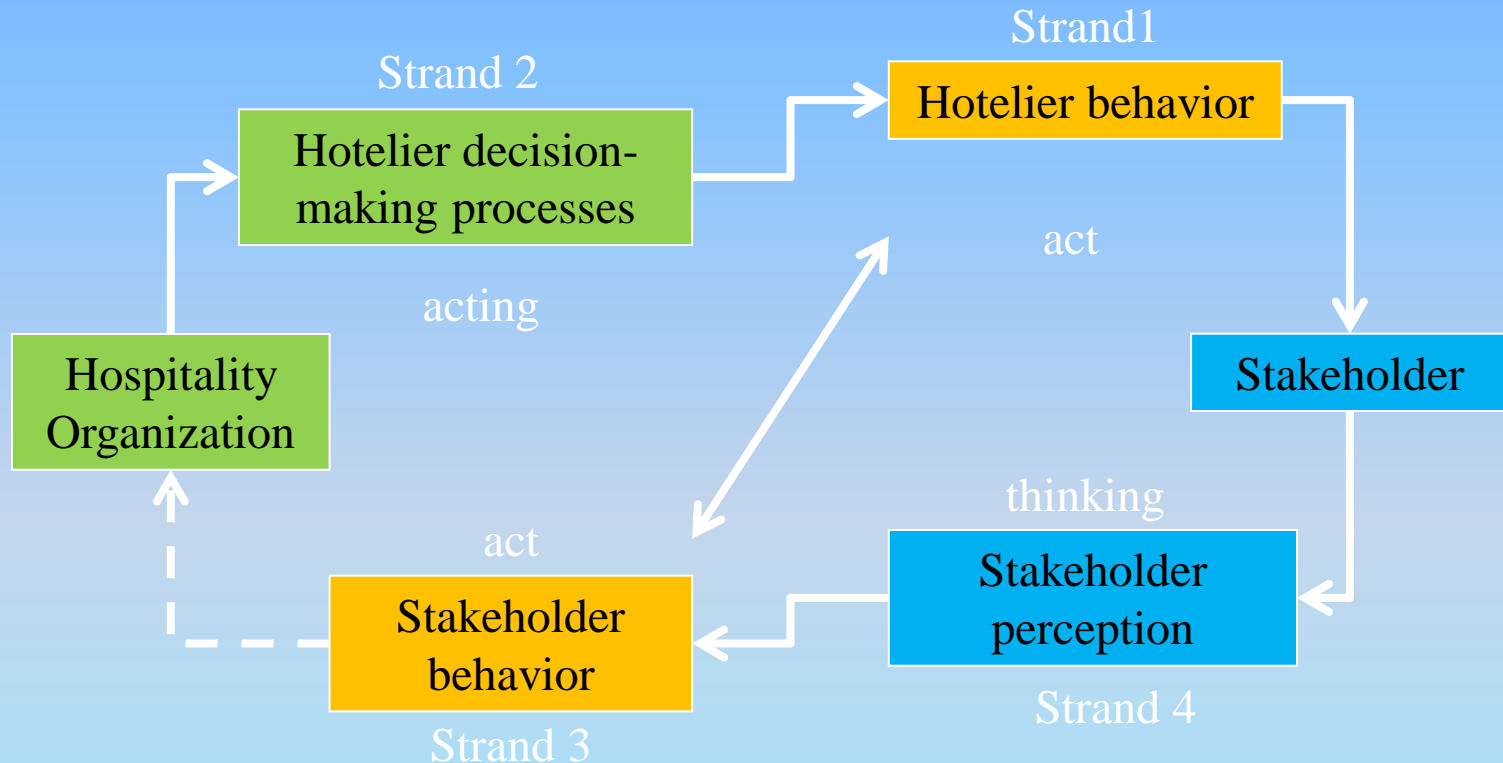 Strand1
Strand 2
Hotelier behavior
Hotelier decision-
making processes
act
acting
Hospitality
Organization
Stakeholder
thinking
act
Stakeholder
perception
Stakeholder
behavior
Strand 4
Strand 3